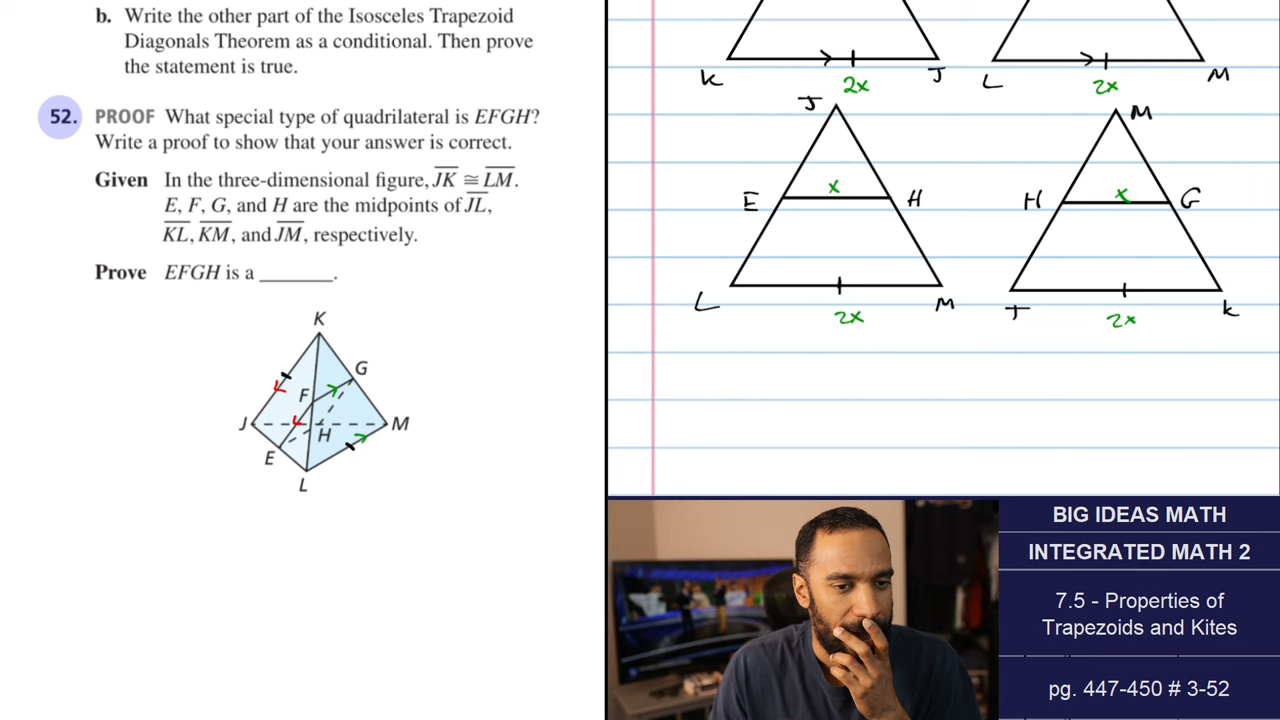 b. Write the other part of the Isosceles Trapezoid
Diagonals Theorem as a conditional. Then prove
the statement is true.
52. PROOF What special type of quadrilateral is EFGH?
Write a proof to show that your answer is correct.
Given In the three-dimensional figure, JK ≅ LM.
E, F, G, and H are the midpoints of JL,
KL, KM, and JM, respectively.
Prove EFGH is a _______.
K
G
F
J
H
M
E
L
K
J
L
M
2x
2x
J
M
E
x
H
H
x
G
L
M
J
K
2x
2x
BIG IDEAS MATH
INTEGRATED MATH 2
7.5 - Properties of
Trapezoids and Kites
pg. 447-450 # 3-52